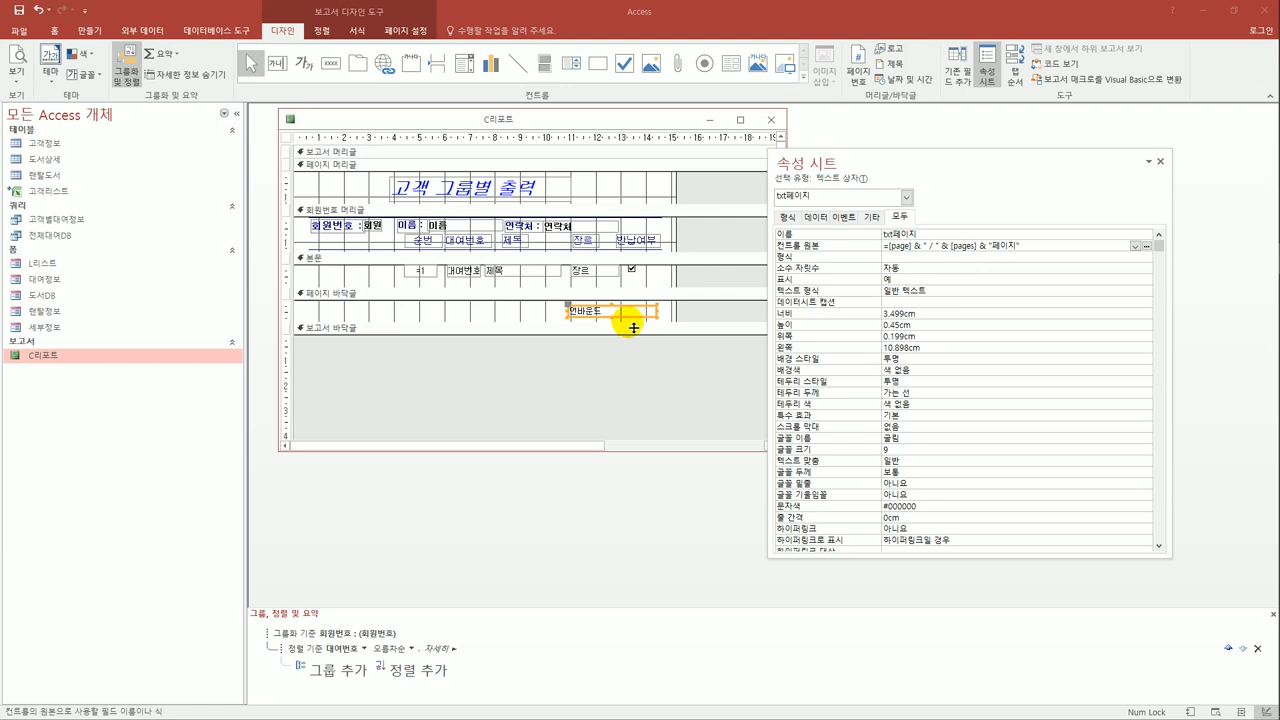 보고서 디자인 도구
Access
로그인
파일
홈
만들기
외부 데이터
데이터베이스 도구
디자인
정렬
서식
페이지 설정
수행할 작업을 알려 주세요.
보기
테마
색
글꼴
그룹화 및 정렬
요약
자세한 정보 숨기기
이미지 삽입
페이지 번호
로고
제목
날짜 및 시간
기존 필드 추가
속성 시트
탭 순서
새 창에서 하위 보고서 보기
코드 보기
보고서 매크로를 Visual Basic으로 변환
보기
테마
그룹화 및 요약
컨트롤
머리글/바닥글
도구
모든 Access 개체
테이블
고객정보
도서상세
렌탈도서
고객리스트
쿼리
고객별대여정보
전체대여DB
폼
L리스트
대여정보
도서DB
렌탈정보
세부정보
보고서
C리포트
C리포트
보고서 머리글
페이지 머리글
고객 그룹별 출력
회원번호 머리글
회원번호 : 회원 이름 : 이름 연락처 : 연락처
순번 대여번호 제목 장르 반납여부
본문
=1 대여번호 제목 장르
페이지 바닥글
언바운드
보고서 바닥글
속성 시트
선택 유형: 텍스트 상자(I)
txt페이지
형식 데이터 이벤트 기타 모두
이름 txt페이지
컨트롤 원본 =[page] & " / " & [pages] & "페이지"
형식
소수 자릿수 자동
표시 예
텍스트 형식 일반 텍스트
데이터시트 캡션
너비 3.499cm
높이 0.45cm
위쪽 0.199cm
왼쪽 10.898cm
배경 스타일 투명
배경색 색 없음
테두리 스타일 투명
테두리 두께 가는 선
테두리 색 색 없음
특수 효과 기본
스크롤 막대 없음
글꼴 이름 굴림
글꼴 크기 9
텍스트 맞춤 일반
글꼴 두께 보통
글꼴 밑줄 아니요
글꼴 기울임꼴 아니요
문자색 #000000
줄 간격 0cm
하이퍼링크 아니요
하이퍼링크로 표시 하이퍼링크일 경우
그룹, 정렬 및 요약
그룹화 기준 회원번호 : (회원번호)
정렬 기준 대여번호 오름차순 , 자세히
그룹 추가 정렬 추가
컨트롤의 원본으로 사용할 필드 이름이나 식
Num Lock